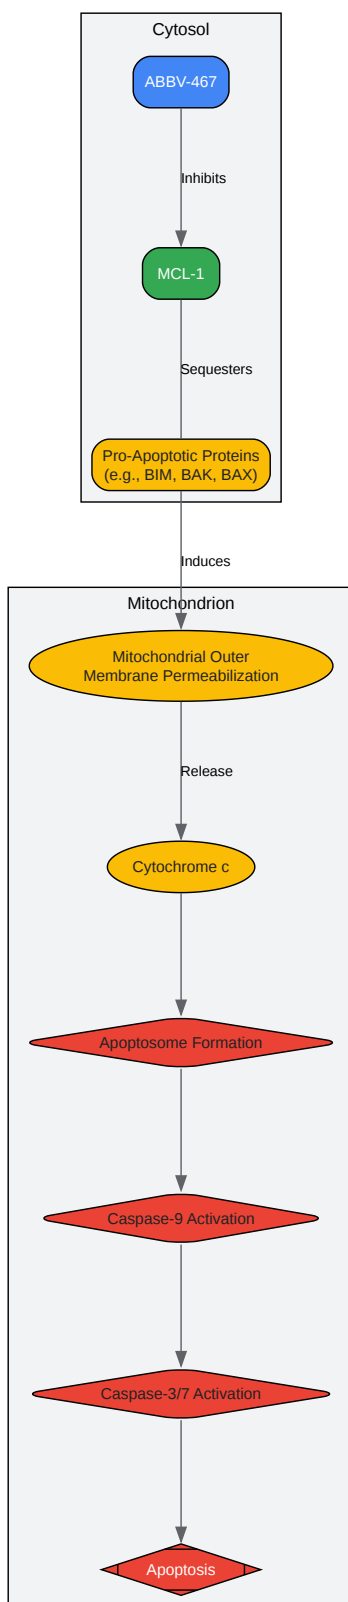 Cytosol
ABBV-467
Inhibits
MCL-1
Sequesters
Pro-Apoptotic Proteins
(e.g., BIM, BAK, BAX)
Induces
Mitochondrion
Mitochondrial Outer
Membrane Permeabilization
Release
Cytochrome c
Apoptosome Formation
Caspase-9 Activation
Caspase-3/7 Activation
Apoptosis